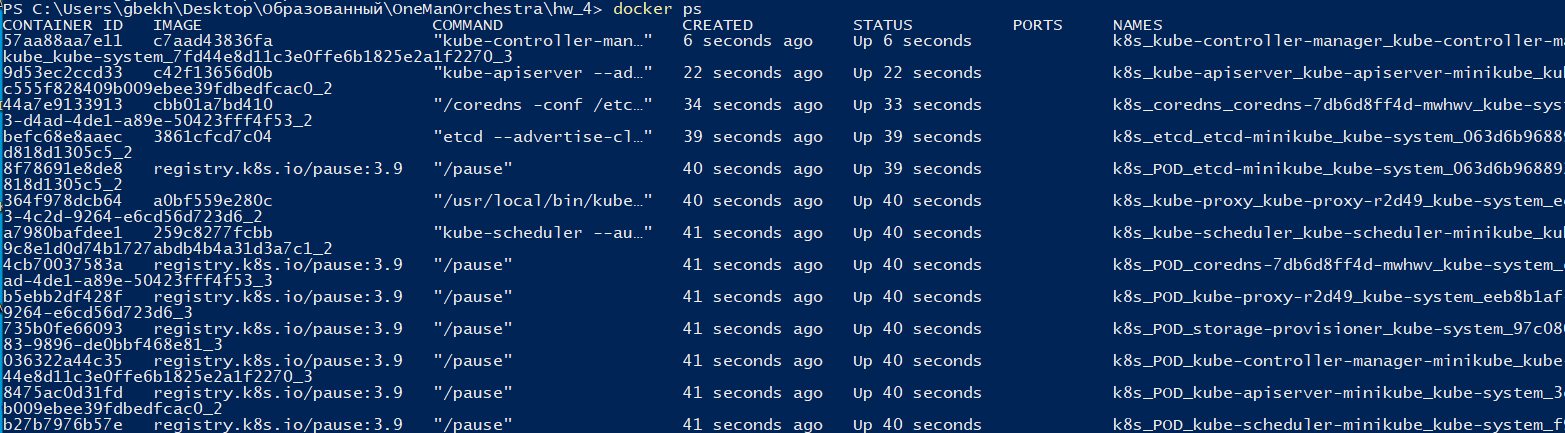 PS C:\Users\gbekh\Desktop\Образованный\OneManOrchestra\hw_4> docker ps
CONTAINER ID IMAGE COMMAND CREATED STATUS PORTS NAMES
57aa88aa7e11 c7aad43836fa "kube-controller-man…" 6 seconds ago Up 6 seconds k8s_kube-controller-manager_kube-controller-ma
kube_kube-system_7fd44e8d11c3e0ffe6b1825e2a1f2270_3
9d53ec2ccd33 c42f13656d0b "kube-apiserver --ad…" 22 seconds ago Up 22 seconds k8s_kube-apiserver_kube-apiserver-minikube_kub
c555f828409b009ebee39fdbedfcac0_2
44a7e9133913 cbb01a7bd410 "/coredns -conf /etc…" 34 seconds ago Up 33 seconds k8s_coredns_coredns-7db6d8ff4d-mwhwv_kube-sys
3-d4ad-4de1-a89e-50423fff4f53_2
befc68e8aaec 3861cfcd7c04 "etcd --advertise-cl…" 39 seconds ago Up 39 seconds k8s_etcd_etcd-minikube_kube-system_063d6b9688
d818d1305c5_2
8f78691e8de8 registry.k8s.io/pause:3.9 "/pause" 40 seconds ago Up 39 seconds k8s_POD_etcd-minikube_kube-system_063d6b96889
818d1305c5_2
364f978dcb64 a0bf559e280c "/usr/local/bin/kube…" 40 seconds ago Up 40 seconds k8s_kube-proxy_kube-proxy-r2d49_kube-system_ee
3-4c2d-9264-e6cd56d723d6_2
a7980bafdee1 259c8277fcbb "kube-scheduler --au…" 41 seconds ago Up 40 seconds k8s_kube-scheduler_kube-scheduler-minikube_kub
9c8e1d0d74b1727abdb4b4a31d3a7c1_2
4cb70037583a registry.k8s.io/pause:3.9 "/pause" 41 seconds ago Up 40 seconds k8s_POD_coredns-7db6d8ff4d-mwhwv_kube-system_
ad-4de1-a89e-50423fff4f53_3
b5ebb2df428f registry.k8s.io/pause:3.9 "/pause" 41 seconds ago Up 40 seconds k8s_POD_kube-proxy-r2d49_kube-system_eeb8b1af
9264-e6cd56d723d6_3
735b0fe66093 registry.k8s.io/pause:3.9 "/pause" 41 seconds ago Up 40 seconds k8s_POD_storage-provisioner_kube-system_97c080
83-9896-de0bbf468e81_3
036322a44c35 registry.k8s.io/pause:3.9 "/pause" 41 seconds ago Up 40 seconds k8s_POD_kube-controller-manager-minikube_kube-
44e8d11c3e0ffe6b1825e2a1f2270_3
8475ac0d31fd registry.k8s.io/pause:3.9 "/pause" 41 seconds ago Up 40 seconds k8s_POD_kube-apiserver-minikube_kube-system_3
b009ebee39fdbedfcac0_2
b27b7976b57e registry.k8s.io/pause:3.9 "/pause" 41 seconds ago Up 40 seconds k8s_POD_kube-scheduler-minikube_kube-system_f